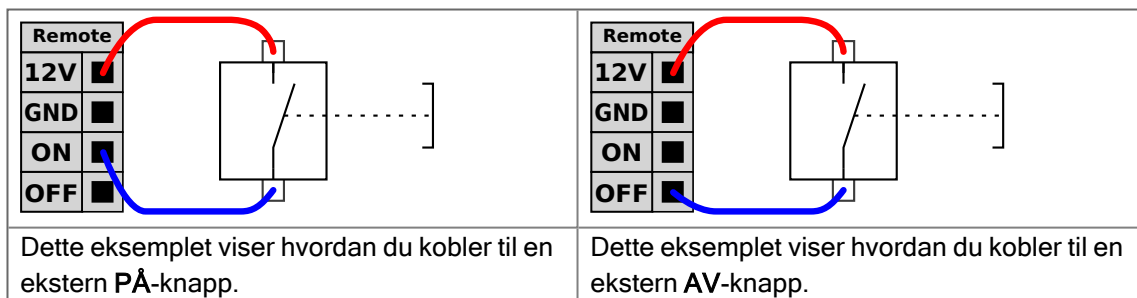 Remote
12V
GND
ON
OFF
Remote
12V
GND
ON
OFF
Dette eksemplet viser hvordan du kobler til en
ekstern PÅ-knapp.
Dette eksemplet viser hvordan du kobler til en
ekstern AV-knapp.